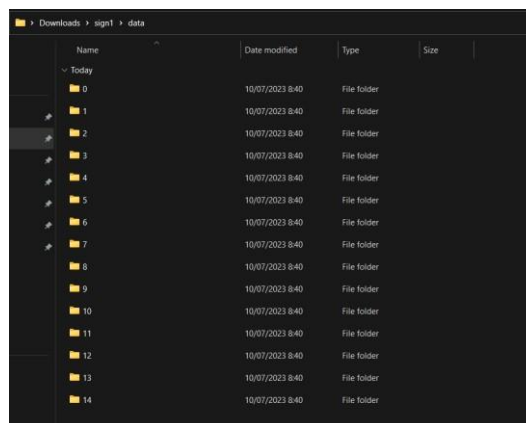 Downloads › sign1 › data
Name Date modified Type Size
Today
0 10/07/2023 8:40 File folder
1 10/07/2023 8:40 File folder
2 10/07/2023 8:40 File folder
3 10/07/2023 8:40 File folder
4 10/07/2023 8:40 File folder
5 10/07/2023 8:40 File folder
6 10/07/2023 8:40 File folder
7 10/07/2023 8:40 File folder
8 10/07/2023 8:40 File folder
9 10/07/2023 8:40 File folder
10 10/07/2023 8:40 File folder
11 10/07/2023 8:40 File folder
12 10/07/2023 8:40 File folder
13 10/07/2023 8:40 File folder
14 10/07/2023 8:40 File folder